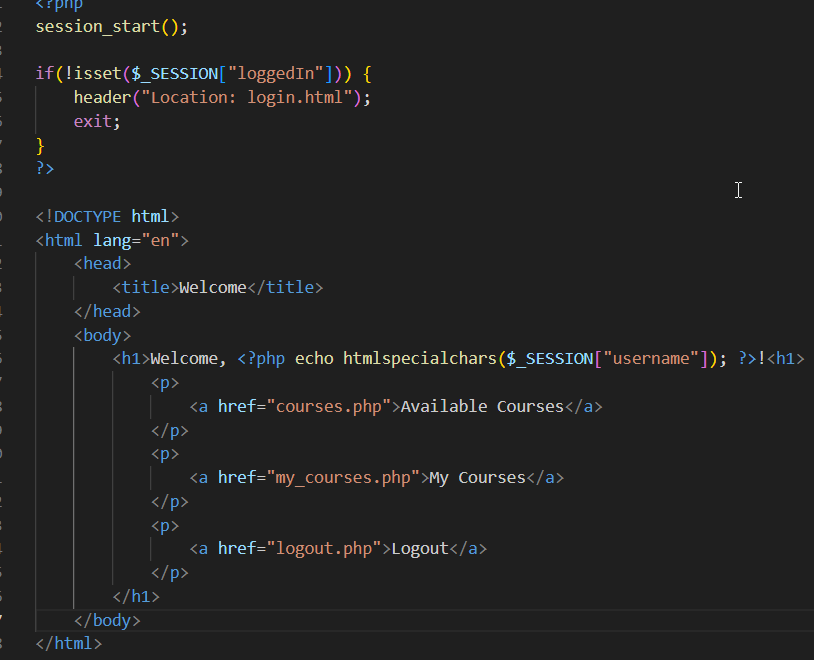 <?php
session_start();
if(!isset($_SESSION["loggedIn"])) {
header("Location: login.html");
exit;
}
?>
<!DOCTYPE html>
<html lang="en">
<head>
<title>Welcome</title>
</head>
<body>
<h1>Welcome, <?php echo htmlspecialchars($_SESSION["username"]); ?>!<h1>
<p>
<a href="courses.php">Available Courses</a>
</p>
<p>
<a href="my_courses.php">My Courses</a>
</p>
<p>
<a href="logout.php">Logout</a>
</p>
</h1>
</body>
</html>